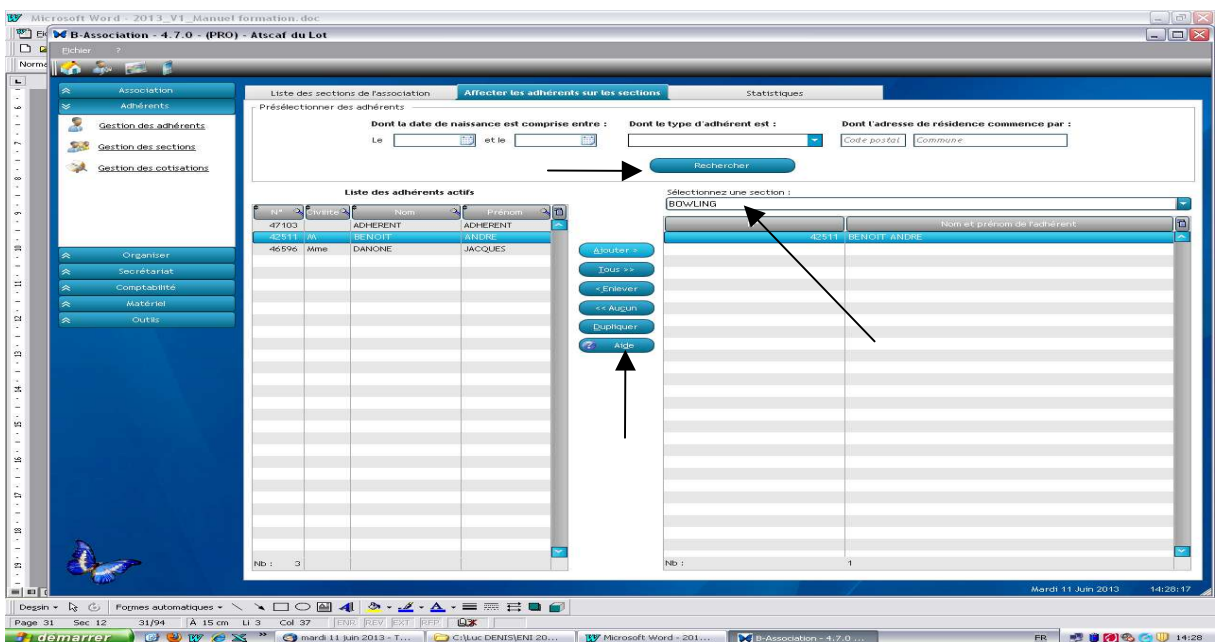 Microsoft Word - 2013_V1_Manuel formation.doc
B-Association - 4.7.0 - (PRO) - Atscaf du Lot
Fichier ?
Association
Liste des sections de l'association Affecter les adhérents sur les sections Statistiques
Adhérents
Présélectionner des adhérents
Dont la date de naissance est comprise entre : Dont le type d'adhérent est : Dont l'adresse de résidence commence par :
Gestion des adhérents
Le et le Code postal Commune
Gestion des sections
Rechercher
Gestion des cotisations
Liste des adhérents actifs Sélectionnez une section :
BOWLING
N° Civilité Nom Prénom
Nom et prénom de l'adhérent
47103 ADHERENT ADHERENT
42511 M BENOIT ANDRE 42511 BENOIT ANDRE
46596 Mme DANONE JACQUES
Ajouter >
Organiser
Tous >>
Secrétariat
< Enlever
Comptabilité
<< Aucun
Matériel
Dupliquer
Outils
Aide
Nb : 3 Nb : 1
Mardi 11 Juin 2013 14:28:17
Dessin Formes automatiques
Page 31 Sec 12 31/94 À 15 cm Li 3 Col 37 ENR REV EXT RFP
démarrer mardi 11 juin 2013 - T... C:\Luc DENIS\ENI 20... Microsoft Word - 201... B-Association - 4.7.0 ... FR 14:28